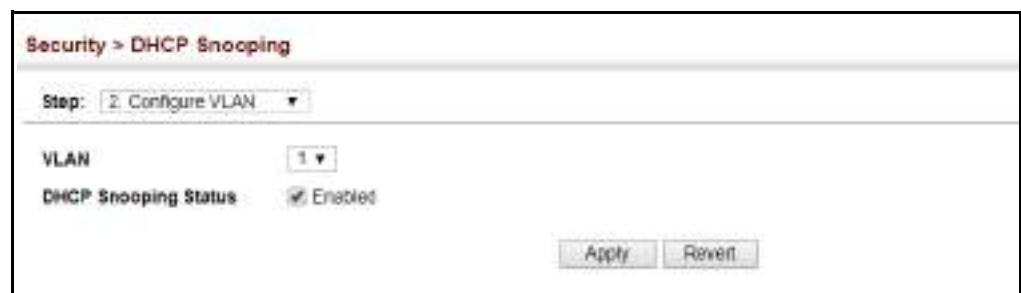 Security > DHCP Snooping
Step: 2. Configure VLAN
VLAN 1
DHCP Snooping Status Enabled
Apply Revert